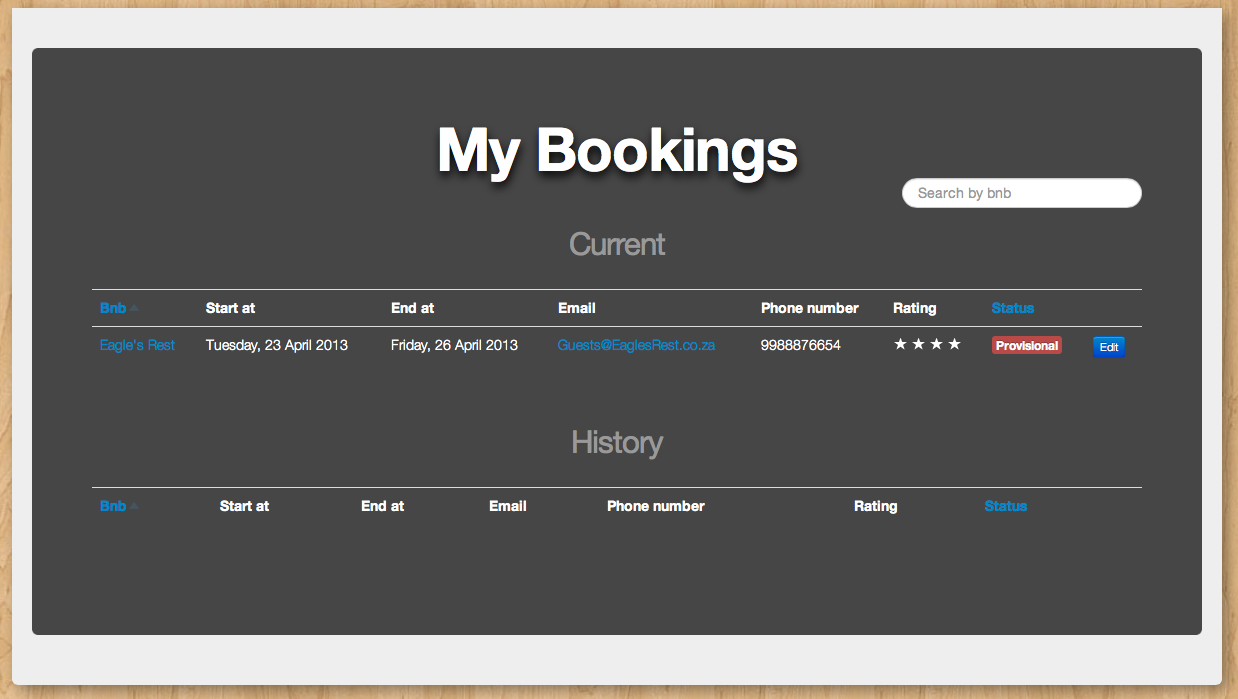 My Bookings
Search by bnb
Current
Bnb Start at End at Email Phone number Rating Status
Eagle's Rest Tuesday, 23 April 2013 Friday, 26 April 2013 Guests@EaglesRest.co.za 9988876654 ★ ★ ★ ★ Provisional Edit
History
Bnb Start at End at Email Phone number Rating Status